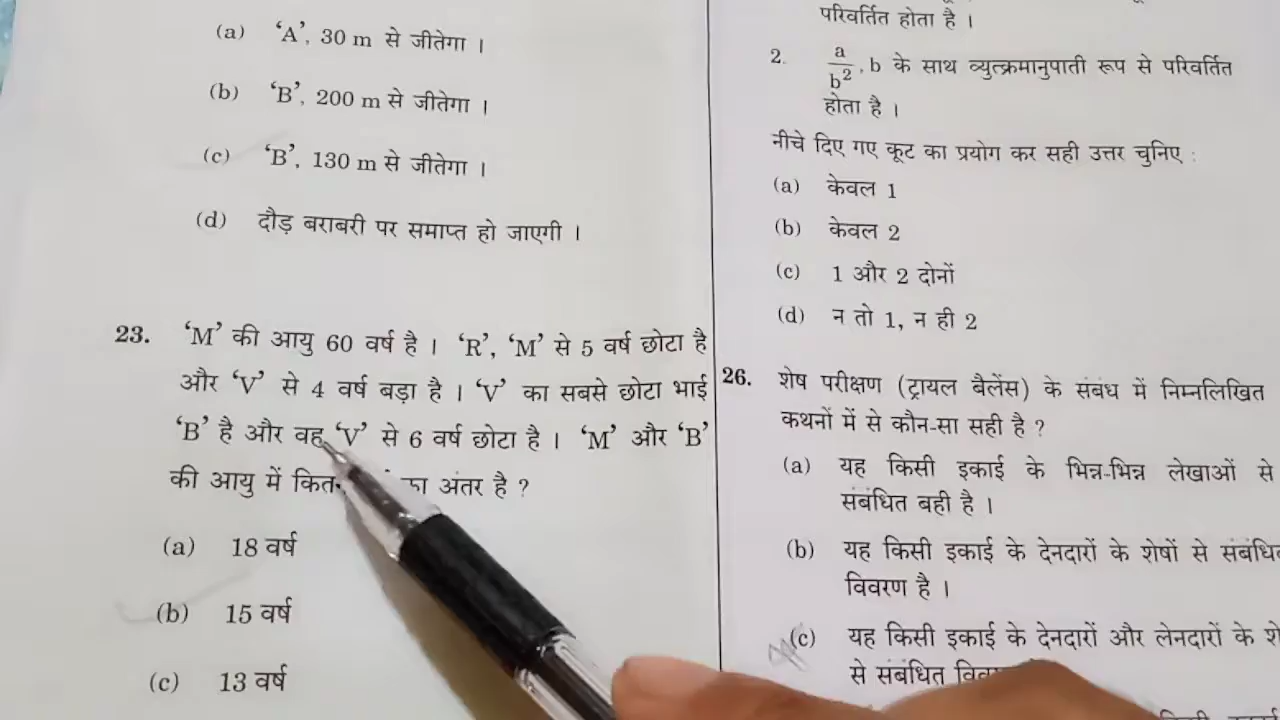 (a) 'A', 30 m से जीतेगा ।
(b) 'B', 200 m से जीतेगा ।
(c) 'B', 130 m से जीतेगा ।
(d) दौड़ बराबरी पर समाप्त हो जाएगी ।
23. 'M' की आयु 60 वर्ष है । 'R', 'M' से 5 वर्ष छोटा है
और 'V' से 4 वर्ष बड़ा है । 'V' का सबसे छोटा भाई
'B' है और वह 'V' से 6 वर्ष छोटा है । 'M' और 'B'
की आयु में का अंतर है ?
(a) 18 वर्ष
(b) 15 वर्ष
(c) 13 वर्ष
परिवर्तित होता है ।
2. a/b², b के साथ व्युत्क्रमानुपाती रूप से परिवर्तित
होता है ।
नीचे दिए गए कूट का प्रयोग कर सही उत्तर चुनिए :
(a) केवल 1
(b) केवल 2
(c) 1 और 2 दोनों
(d) न तो 1, न ही 2
26. शेष परीक्षण (ट्रायल बैलेंस) के संबंध में निम्नलिखित
कथनों में से कौन-सा सही है ?
(a) यह किसी इकाई के भिन्न-भिन्न लेखाओं से
संबंधित बही है ।
(b) यह किसी इकाई के देनदारों के शेषों से
विवरण है ।
(c) यह किसी इकाई के देनदारों और लेनदारों के
से संबंधित